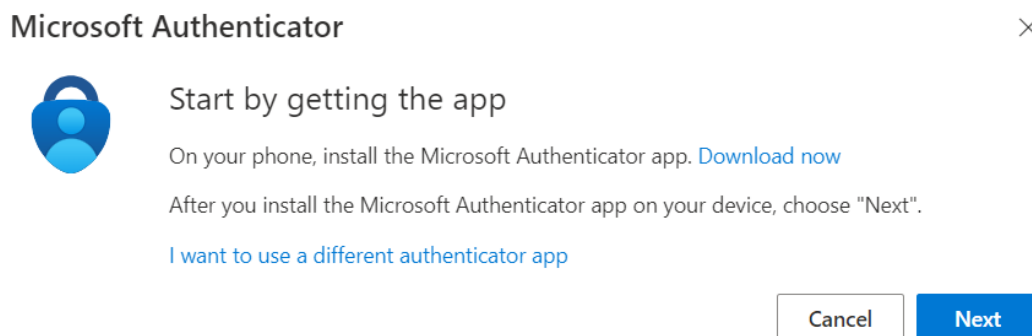 Microsoft Authenticator
Start by getting the app
On your phone, install the Microsoft Authenticator app. Download now
After you install the Microsoft Authenticator app on your device, choose "Next".
I want to use a different authenticator app
Cancel Next